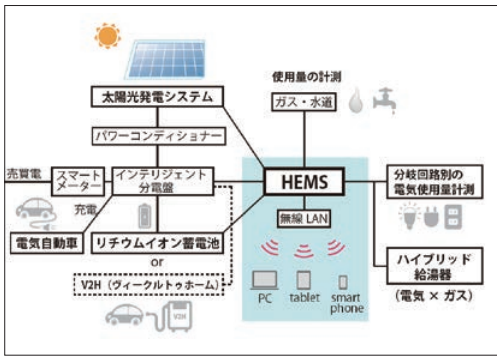 使用量の計測
太陽光発電システム
ガス・水道
パワーコンディショナー
売買電
スマート
メーター
インテリジェント
分電盤
HEMS
分岐回路別の
電気使用量計測
充電
無線 LAN
電気自動車
リチウムイオン蓄電池
or
V2H（ヴィークルトゥホーム）
ハイブリッド
給湯器
（電気 × ガス）
PC
tablet
smart
phone
V2H